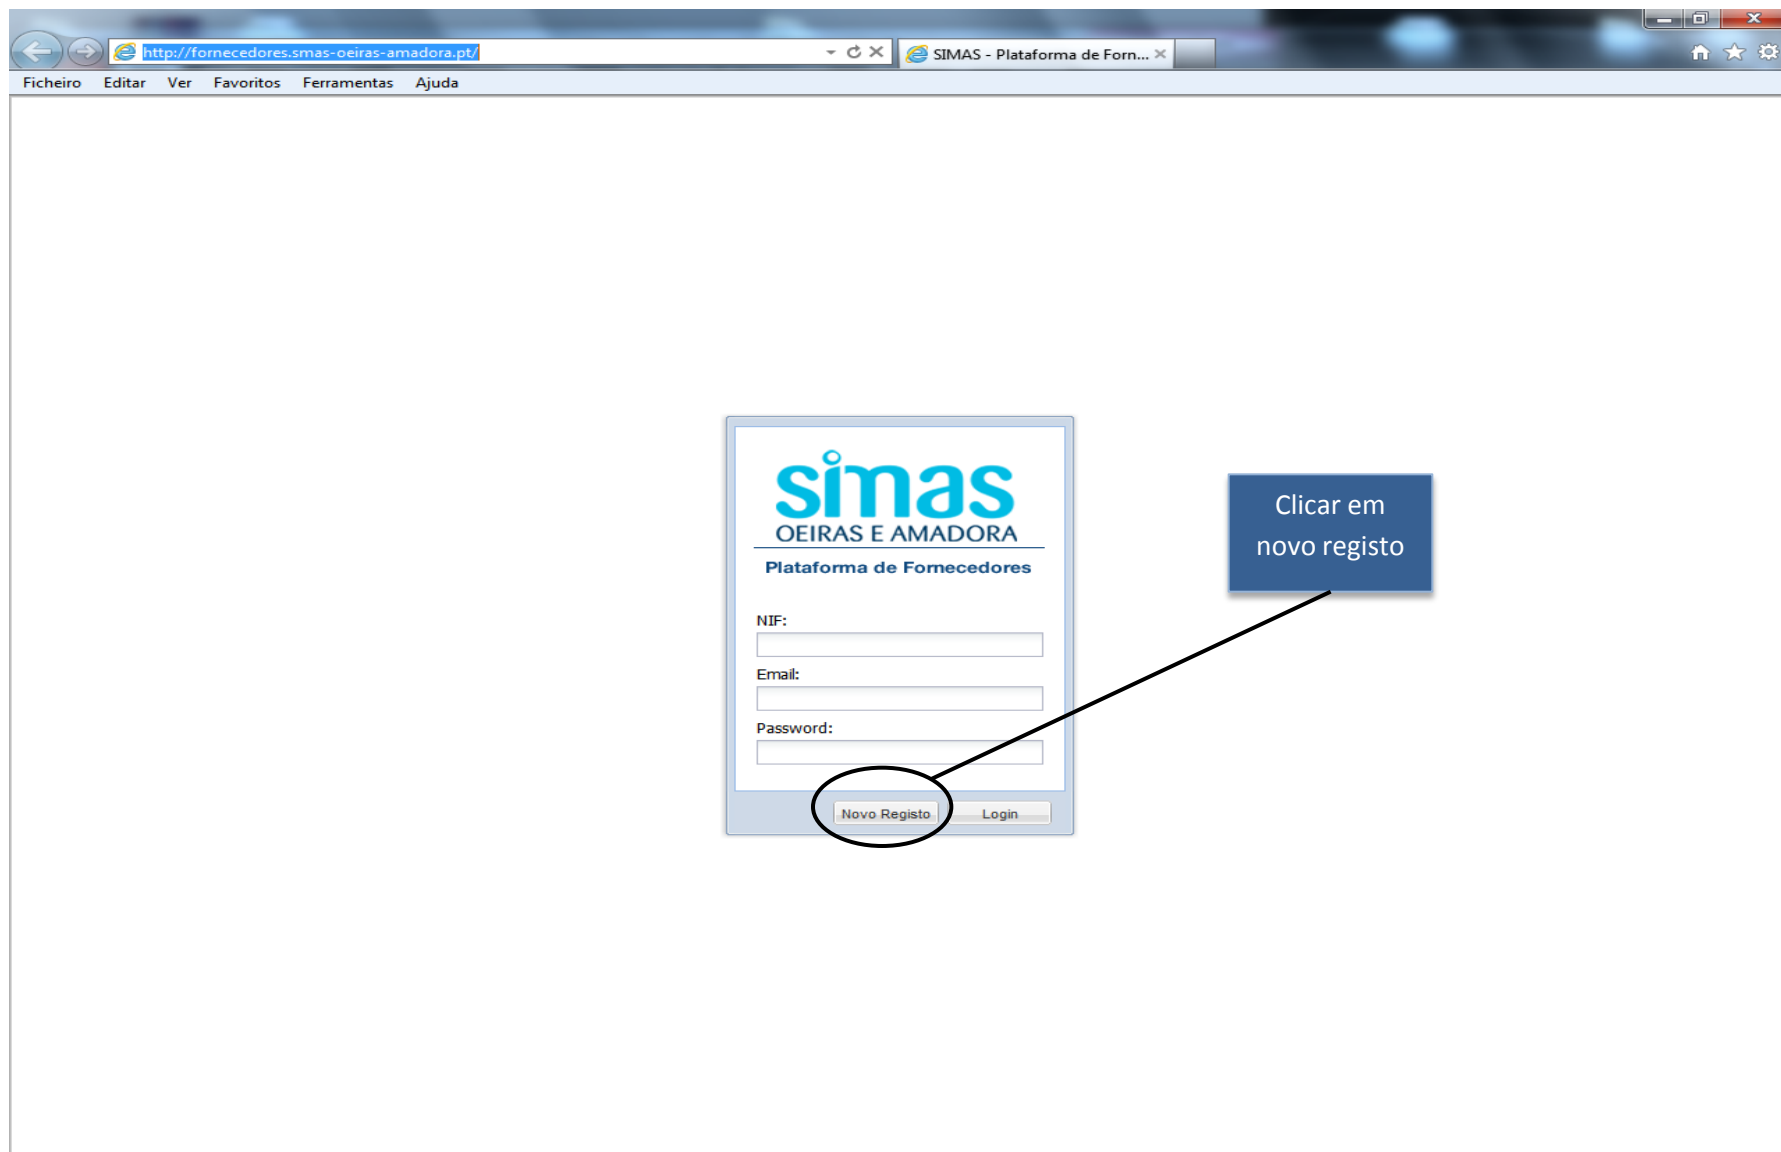 http://fornecedores.smas-oeiras-amadora.pt/
SIMAS - Plataforma de Forn...
Ficheiro Editar Ver Favoritos Ferramentas Ajuda
simas
OEIRAS E AMADORA
Plataforma de Fornecedores
Clicar em
novo registo
NIF:
Email:
Password:
Novo Registo Login